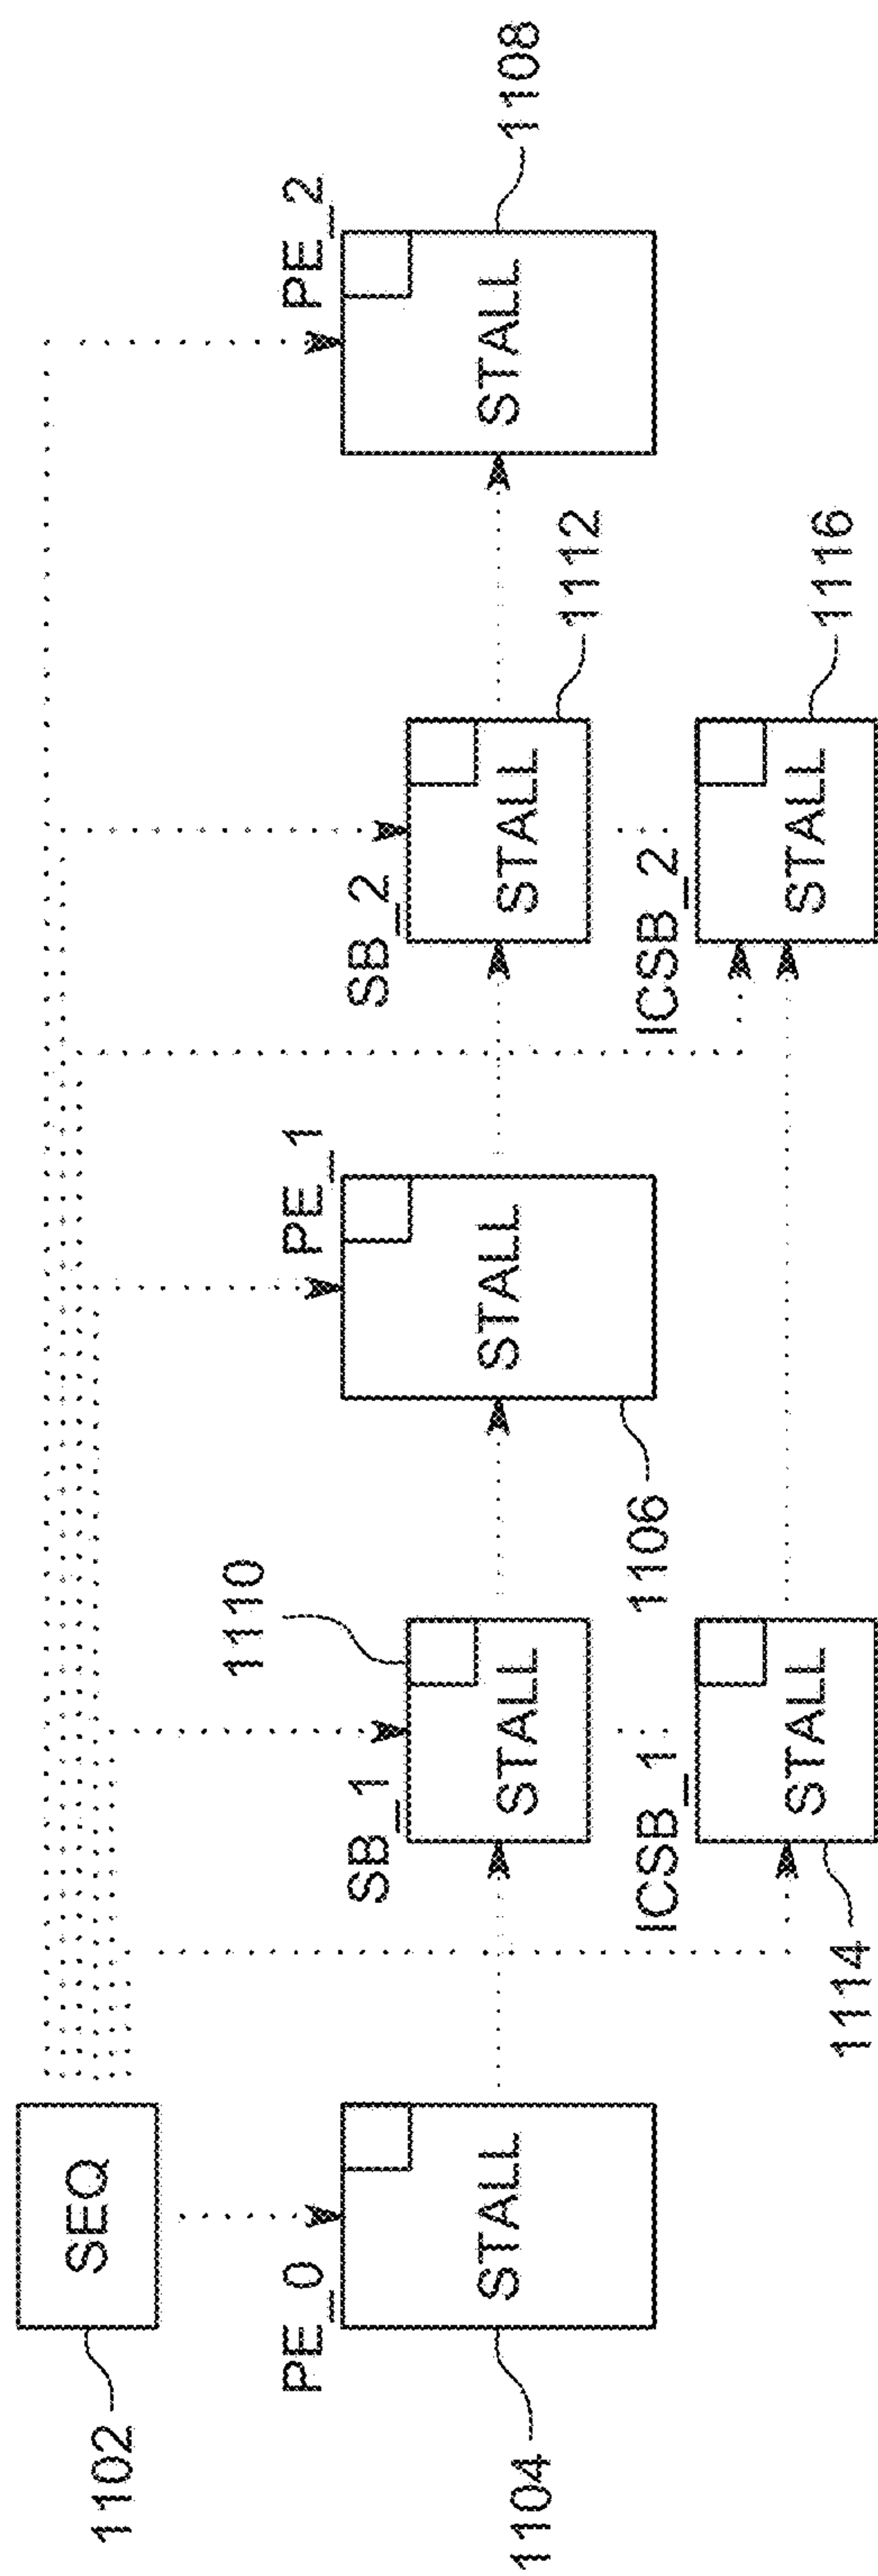 1102
SEQ
PE_0
STALL
1104
SB_1
STALL
1110
ICSB_1
STALL
1114
PE_1
STALL
1106
SB_2
STALL
1112
ICSB_2
STALL
1116
PE_2
STALL
1108